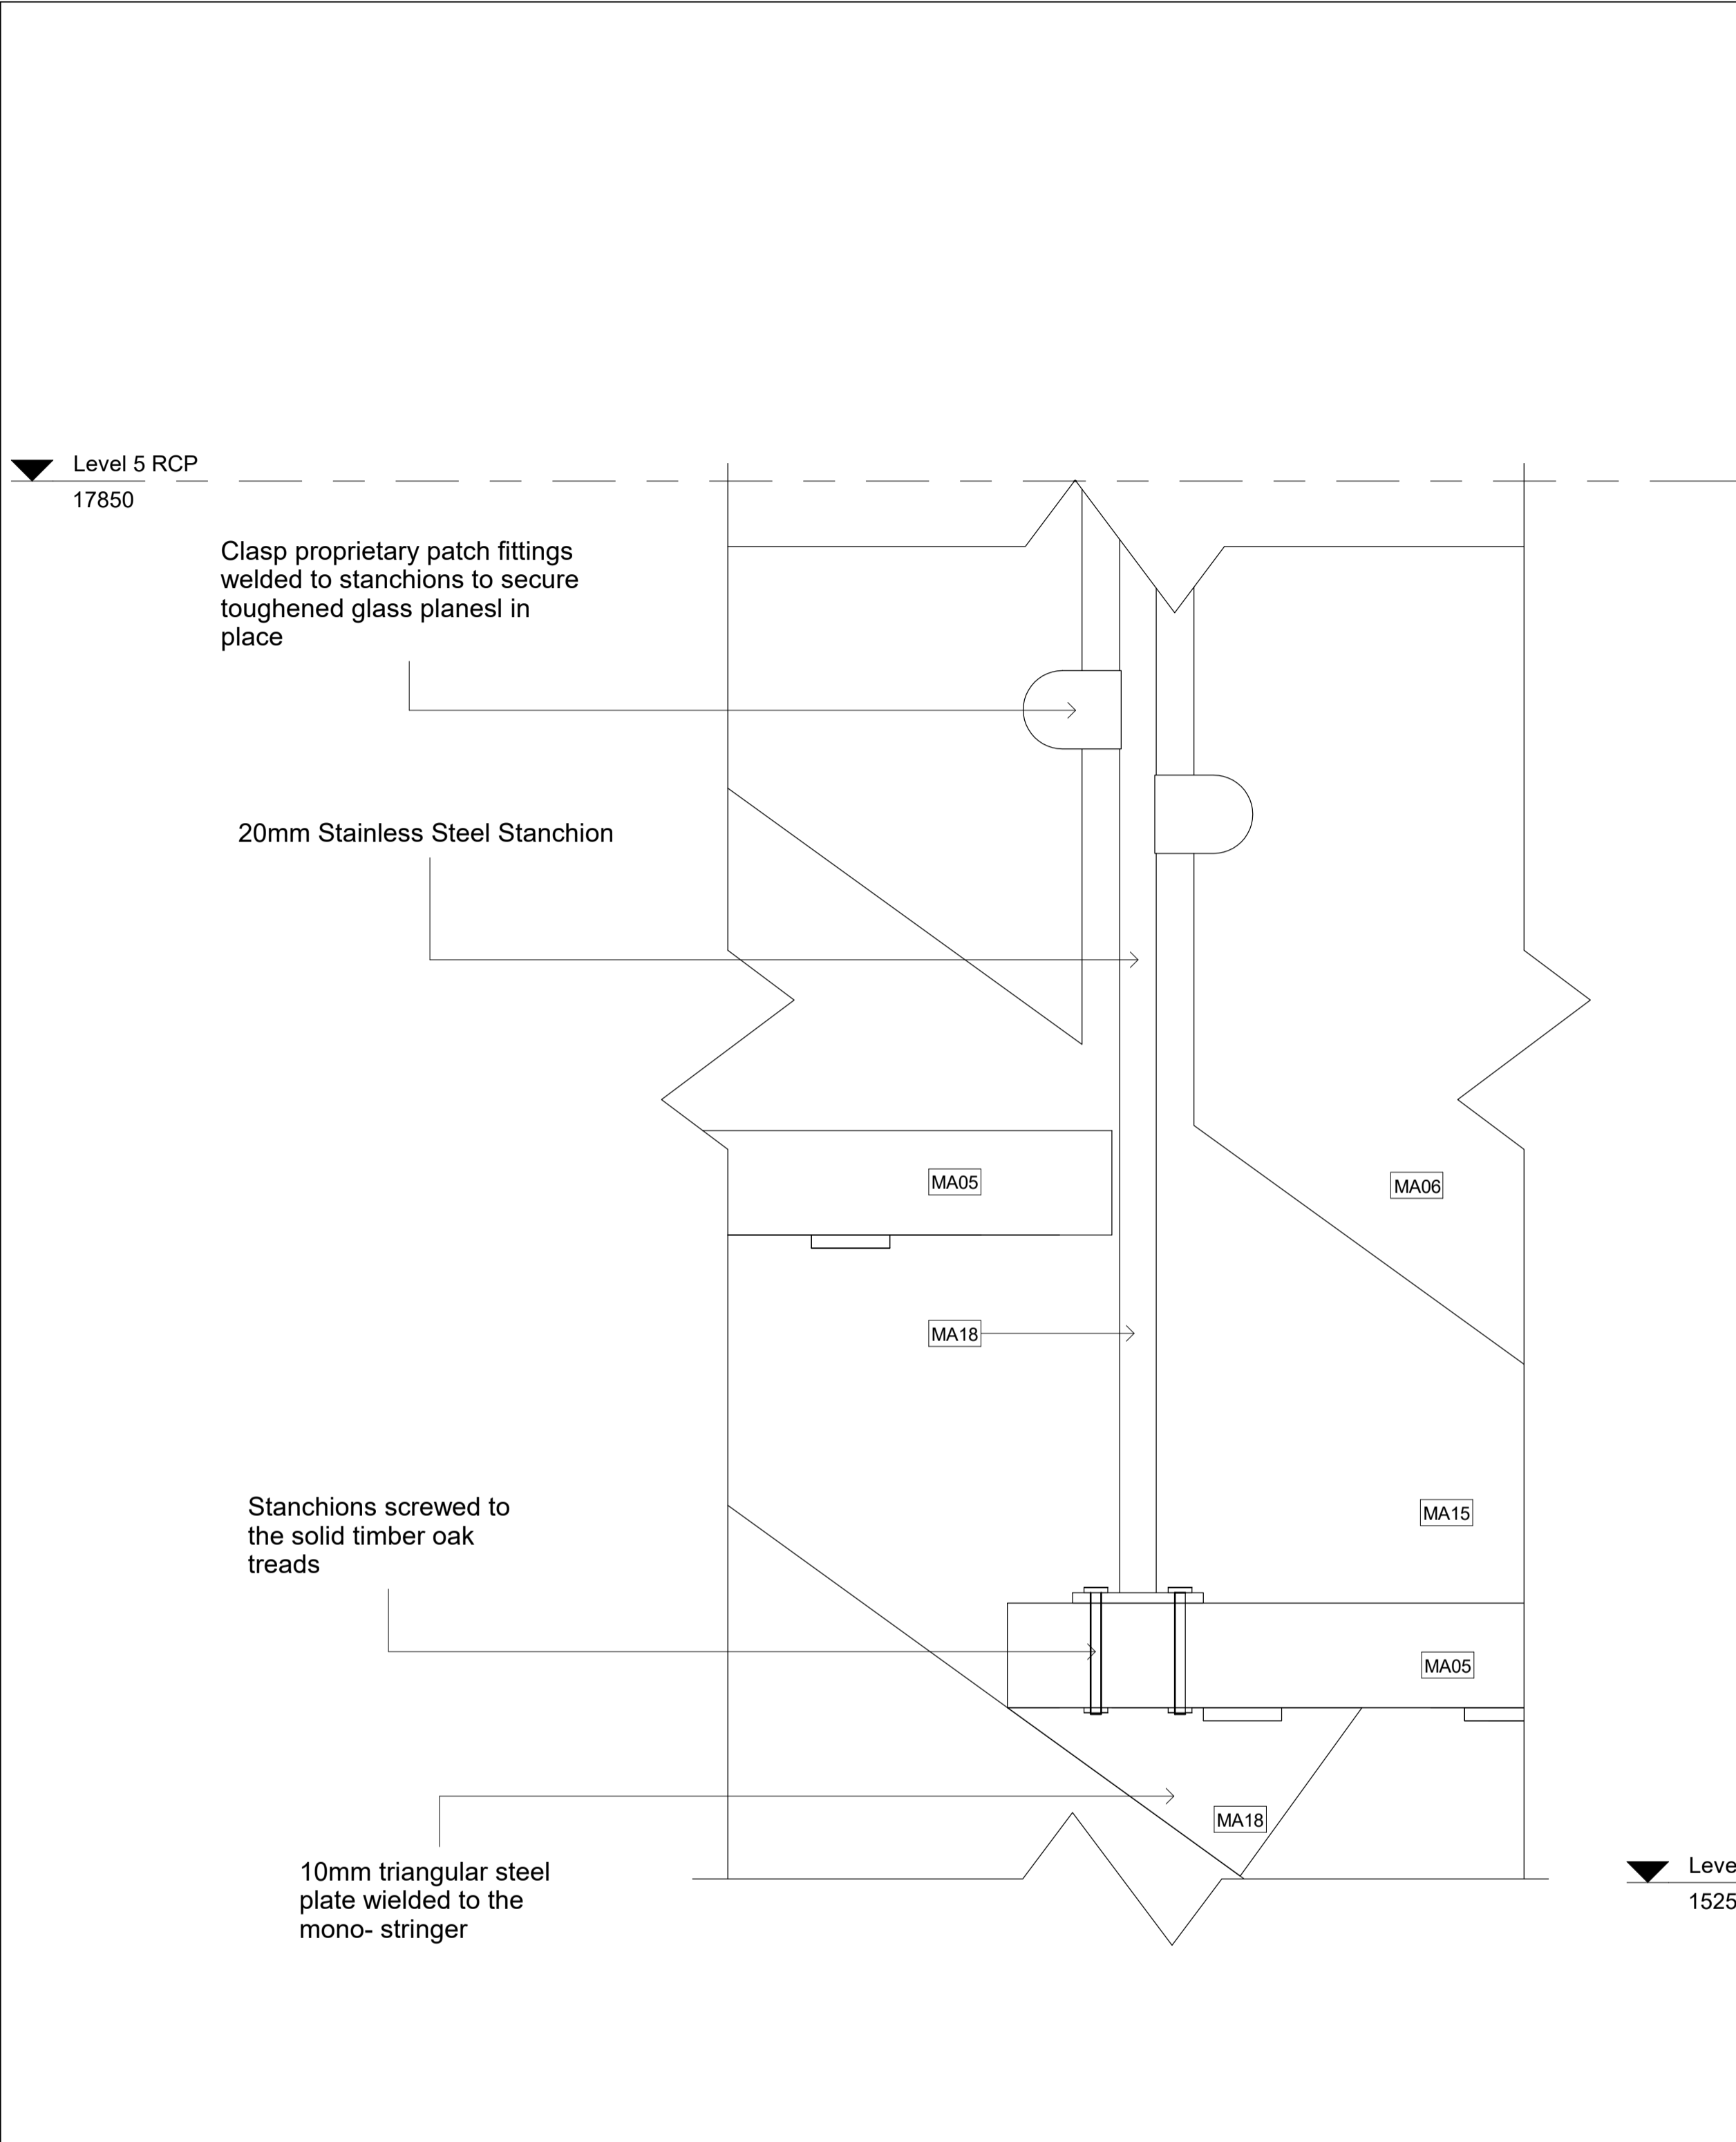 Level 5 RCP
17850
Clasp proprietary patch fittings
welded to stanchions to secure
toughened glass planesl in
place
20mm Stainless Steel Stanchion
MA05
MA06
MA18
Stanchions screwed to
the solid timber oak
treads
MA15
MA05
MA18
10mm triangular steel
plate wielded to the
mono- stringer
Leve
1525